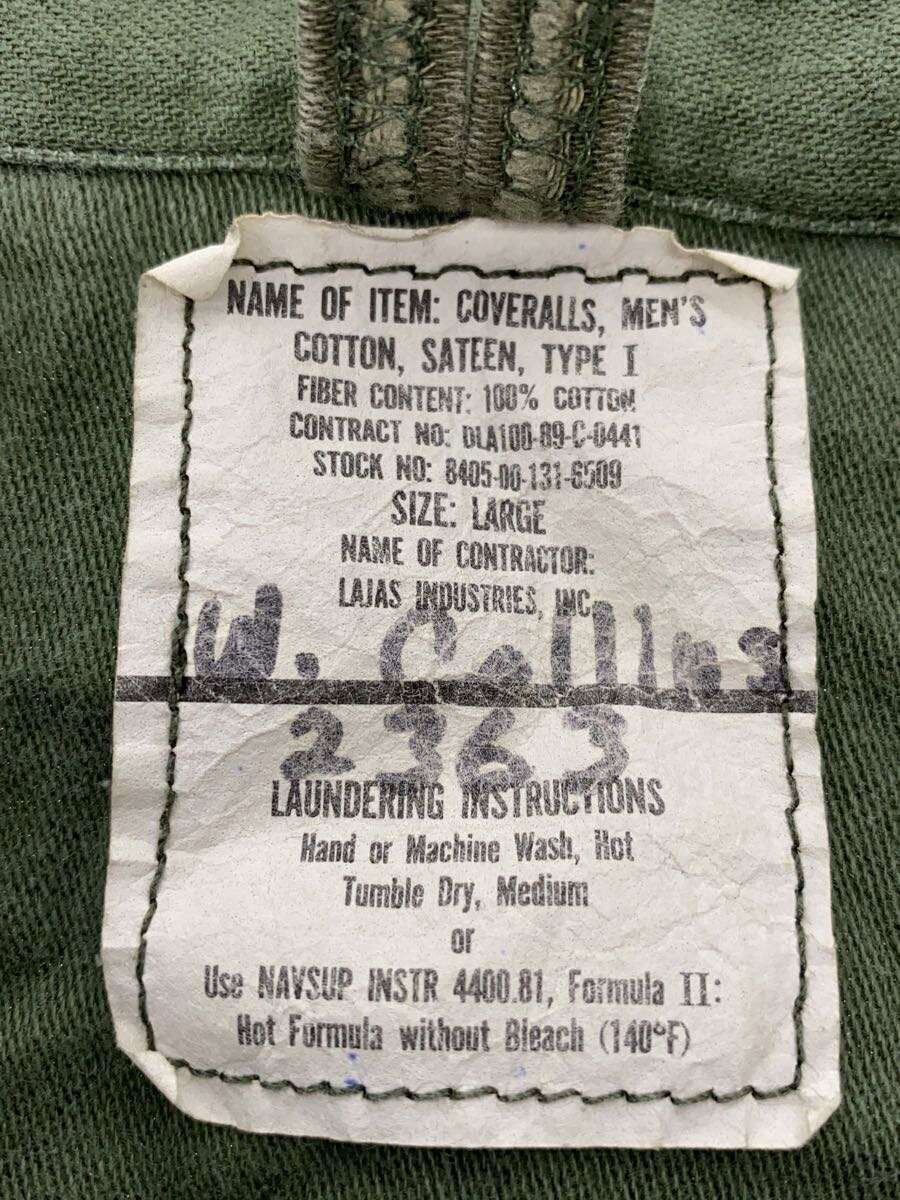 NAME OF ITEM: COVERALLS, MEN'S
COTTON, SATEEN, TYPE I
FIBER CONTENT: 100% COTTON
CONTRACT NO: DLA100-89-C-0441
STOCK NO: 8405-00-131-6509
SIZE: LARGE
NAME OF CONTRACTOR:
LAJAS INDUSTRIES, INC.
W. Collins
2363
LAUNDERING INSTRUCTIONS
Hand or Machine Wash, Hot
Tumble Dry, Medium
or
Use NAVSUP INSTR 4400.81, Formula II:
Hot Formula without Bleach (140°F)